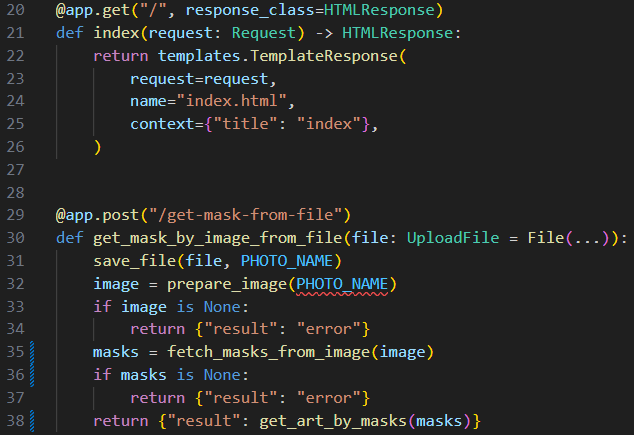 20 @app.get("/", response_class=HTMLResponse)
21 def index(request: Request) -> HTMLResponse:
22     return templates.TemplateResponse(
23         request=request,
24         name="index.html",
25         context={"title": "index"},
26     )
27
28
29 @app.post("/get-mask-from-file")
30 def get_mask_by_image_from_file(file: UploadFile = File(...)):
31     save_file(file, PHOTO_NAME)
32     image = prepare_image(PHOTO_NAME)
33     if image is None:
34         return {"result": "error"}
35     masks = fetch_masks_from_image(image)
36     if masks is None:
37         return {"result": "error"}
38     return {"result": get_art_by_masks(masks)}